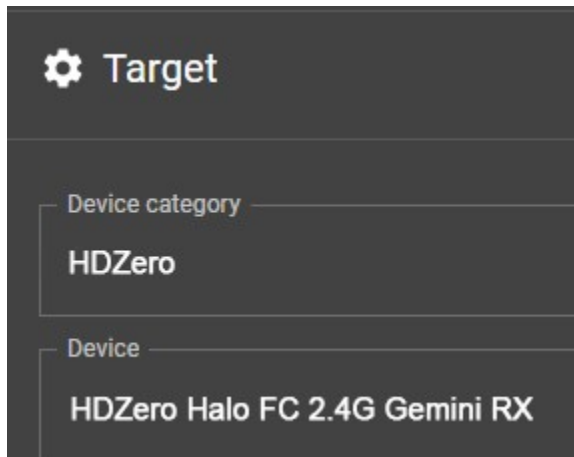 Target
Device category
HDZero
Device
HDZero Halo FC 2.4G Gemini RX